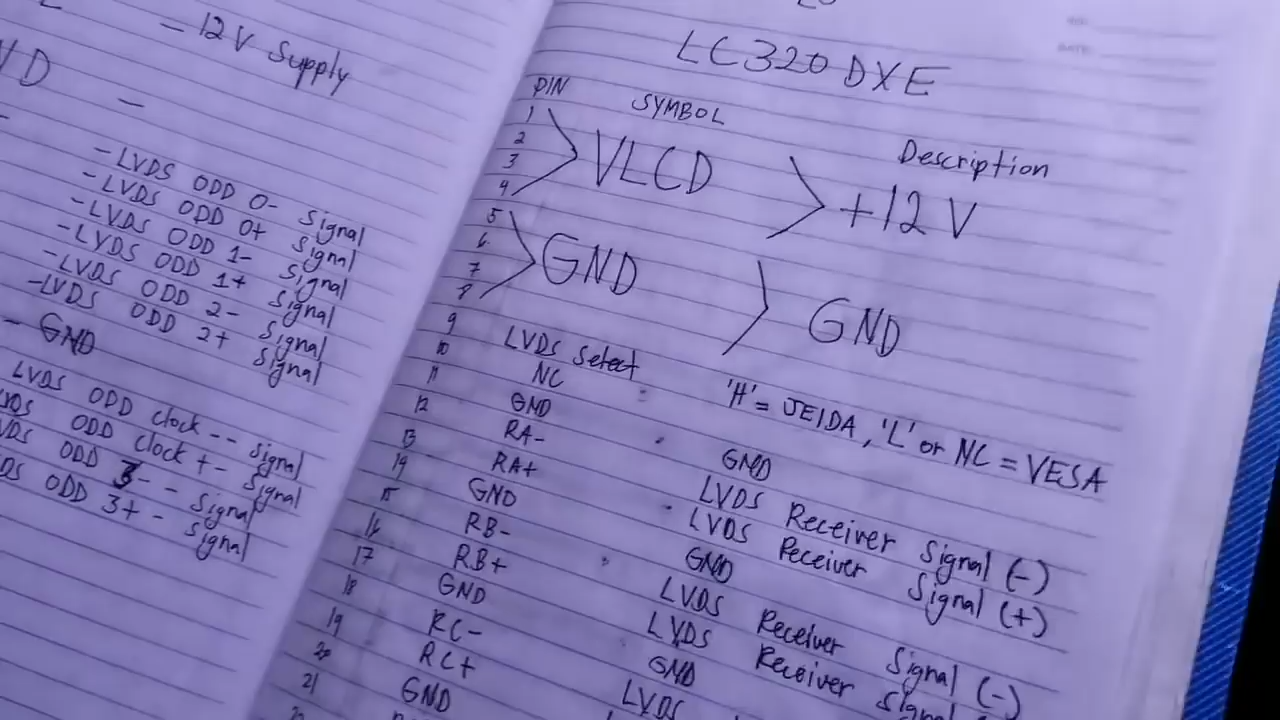 - 12 V Supply
-
- LVDS ODD 0- Signal
- LVDS ODD 0+ Signal
- LVDS ODD 1- Signal
- LVDS ODD 1+ Signal
- LVDS ODD 2- Signal
- LVDS ODD 2+ Signal
- GND
LVDS ODD Clock -- Signal
ODD Clock +- Signal
ODD 3- - Signal
ODD 3+ - Signal
LC320 DXE
PIN SYMBOL Description
1
2
3
4
VLCD +12 V
5
6
7
8
GND GND
9 LVDS Select 'H' = JEIDA, 'L' or NC = VESA
10 NC
11 GND GND
12 RA- LVDS Receiver Signal (-)
13 RA+ LVDS Receiver Signal (+)
14 GND GND
15 RB- LVDS Receiver Signal (-)
16 RB+ LVDS Receiver Signal
17 GND GND
18 RC- LVDS
19 RC+
20 GND
21